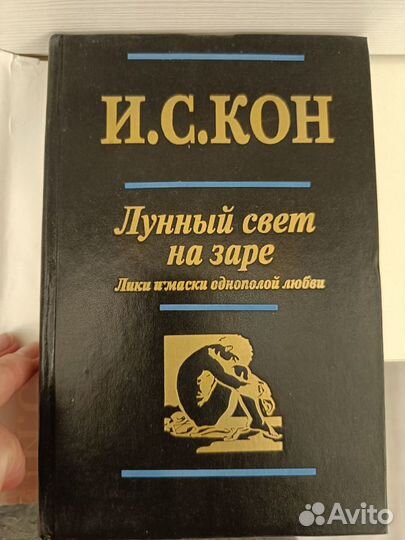 И.С.КОН
Лунный свет
на заре
Лики и маски однополой любви
Avito